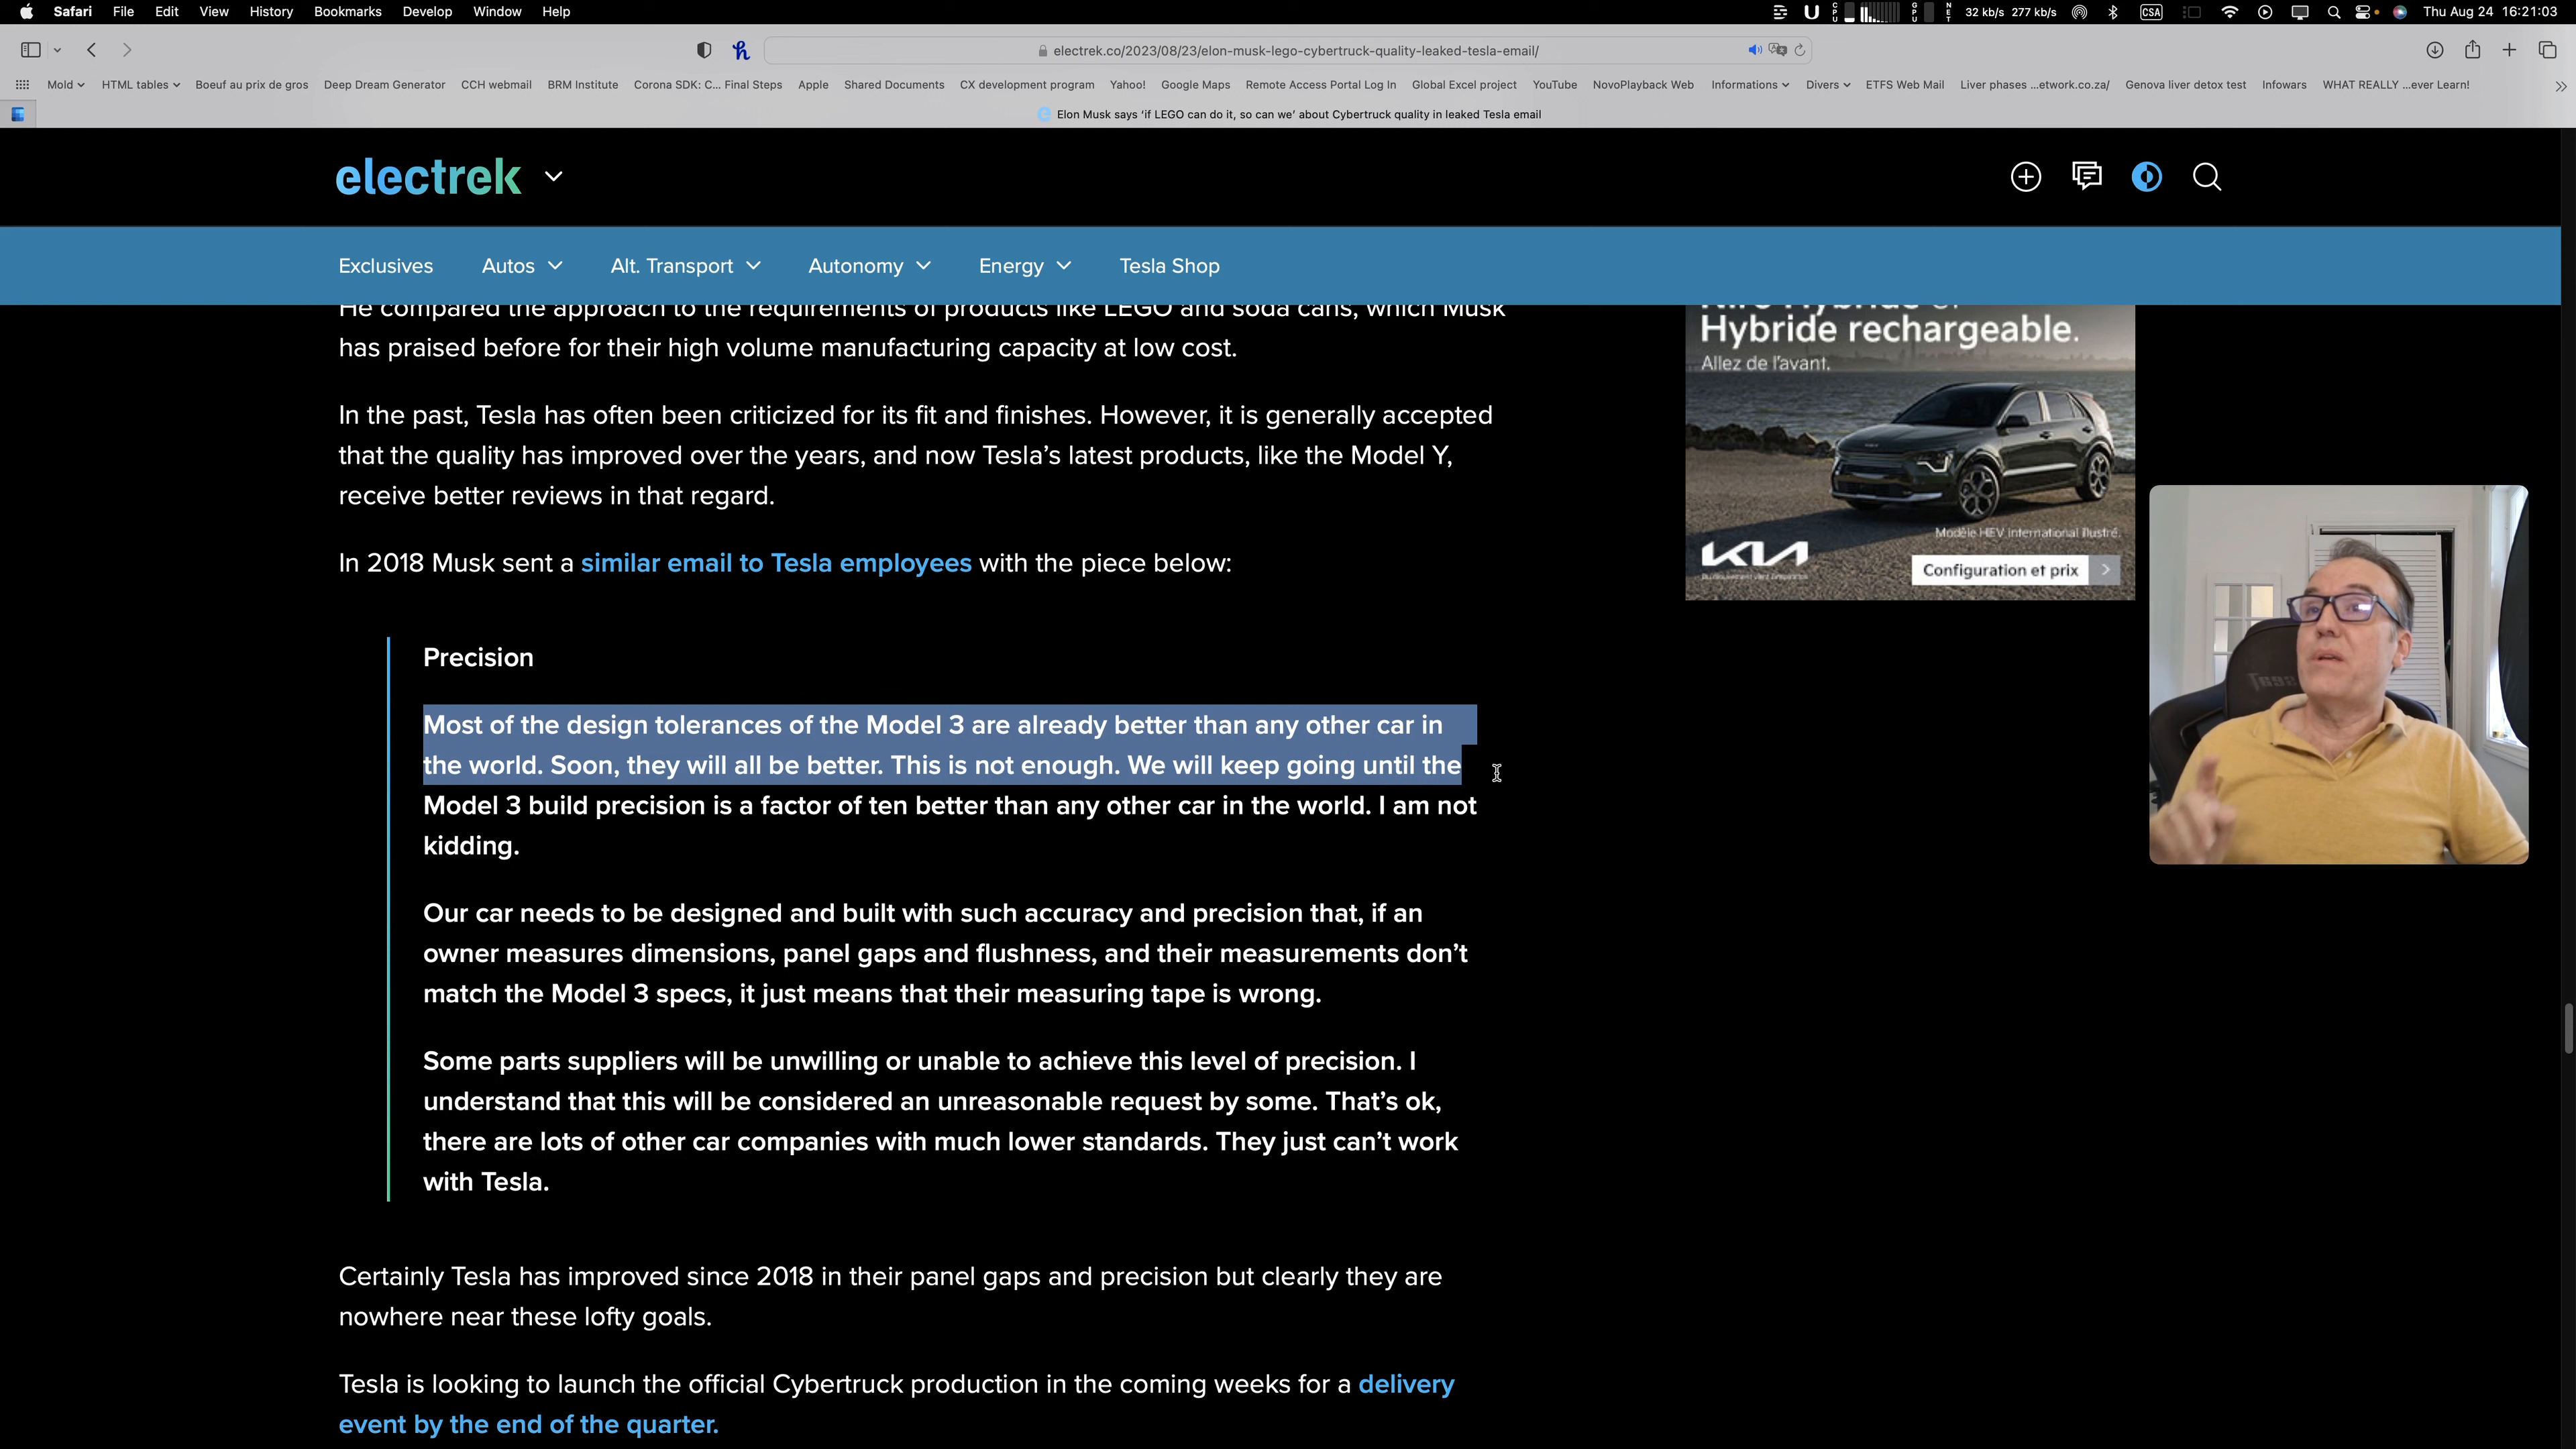 Safari File Edit View History Bookmarks Develop Window Help
CPU GPU NET 32 kb/s 277 kb/s CSA Thu Aug 24 16:21:03
electrek.co/2023/08/23/elon-musk-lego-cybertruck-quality-leaked-tesla-email/
Mold HTML tables Boeuf au prix de gros Deep Dream Generator CCH webmail BRM Institute Corona SDK: C... Final Steps Apple Shared Documents CX development program Yahoo! Google Maps Remote Access Portal Log In Global Excel project YouTube NovoPlayback Web Informations Divers ETFS Web Mail Liver phases ...etwork.co.za/ Genova liver detox test Infowars WHAT REALLY ...ever Learn!
Elon Musk says ‘if LEGO can do it, so can we’ about Cybertruck quality in leaked Tesla email
electrek
Exclusives Autos Alt. Transport Autonomy Energy Tesla Shop
He compared the approach to the requirements of products like LEGO and soda cans, which Musk
has praised before for their high volume manufacturing capacity at low cost.
In the past, Tesla has often been criticized for its fit and finishes. However, it is generally accepted
that the quality has improved over the years, and now Tesla’s latest products, like the Model Y,
receive better reviews in that regard.
In 2018 Musk sent a similar email to Tesla employees with the piece below:
Precision
Most of the design tolerances of the Model 3 are already better than any other car in
the world. Soon, they will all be better. This is not enough. We will keep going until the
Model 3 build precision is a factor of ten better than any other car in the world. I am not
kidding.
Our car needs to be designed and built with such accuracy and precision that, if an
owner measures dimensions, panel gaps and flushness, and their measurements don’t
match the Model 3 specs, it just means that their measuring tape is wrong.
Some parts suppliers will be unwilling or unable to achieve this level of precision. I
understand that this will be considered an unreasonable request by some. That’s ok,
there are lots of other car companies with much lower standards. They just can’t work
with Tesla.
Certainly Tesla has improved since 2018 in their panel gaps and precision but clearly they are
nowhere near these lofty goals.
Tesla is looking to launch the official Cybertruck production in the coming weeks for a delivery
event by the end of the quarter.
Niro Hybride et
Hybride rechargeable.
Allez de l’avant.
Modèle HEV international illustré.
KIA
Configuration et prix